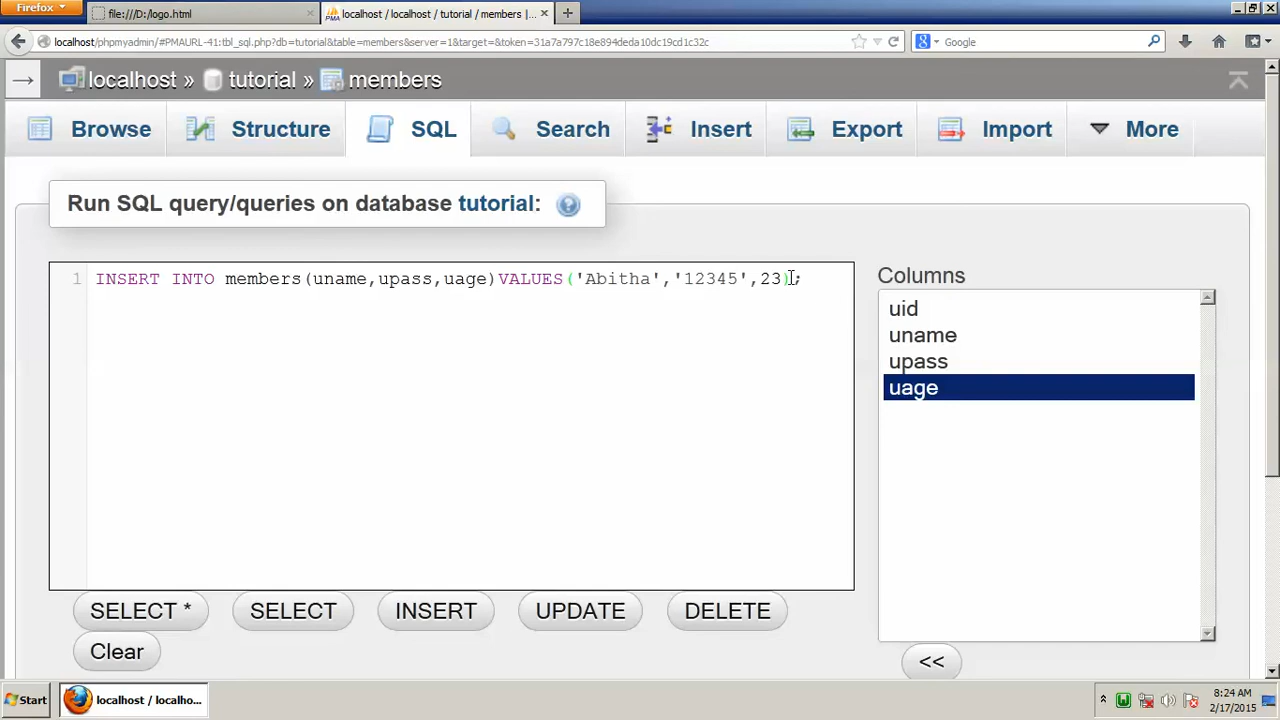 Firefox
file:///D:/logo.html
localhost / localhost / tutorial / members |...
localhost/phpmyadmin/#PMAURL-41:tbl_sql.php?db=tutorial&table=members&server=1&target=&token=31a7a797c18e894deda10dc19cd1c32c
Google
localhost » tutorial » members
Browse Structure SQL Search Insert Export Import More
Run SQL query/queries on database tutorial:
Columns
1 INSERT INTO members(uname,upass,uage)VALUES('Abitha','12345',23);
uid
uname
upass
uage
SELECT * SELECT INSERT UPDATE DELETE
Clear
<<
Start
localhost / localho...
8:24 AM
2/17/2015